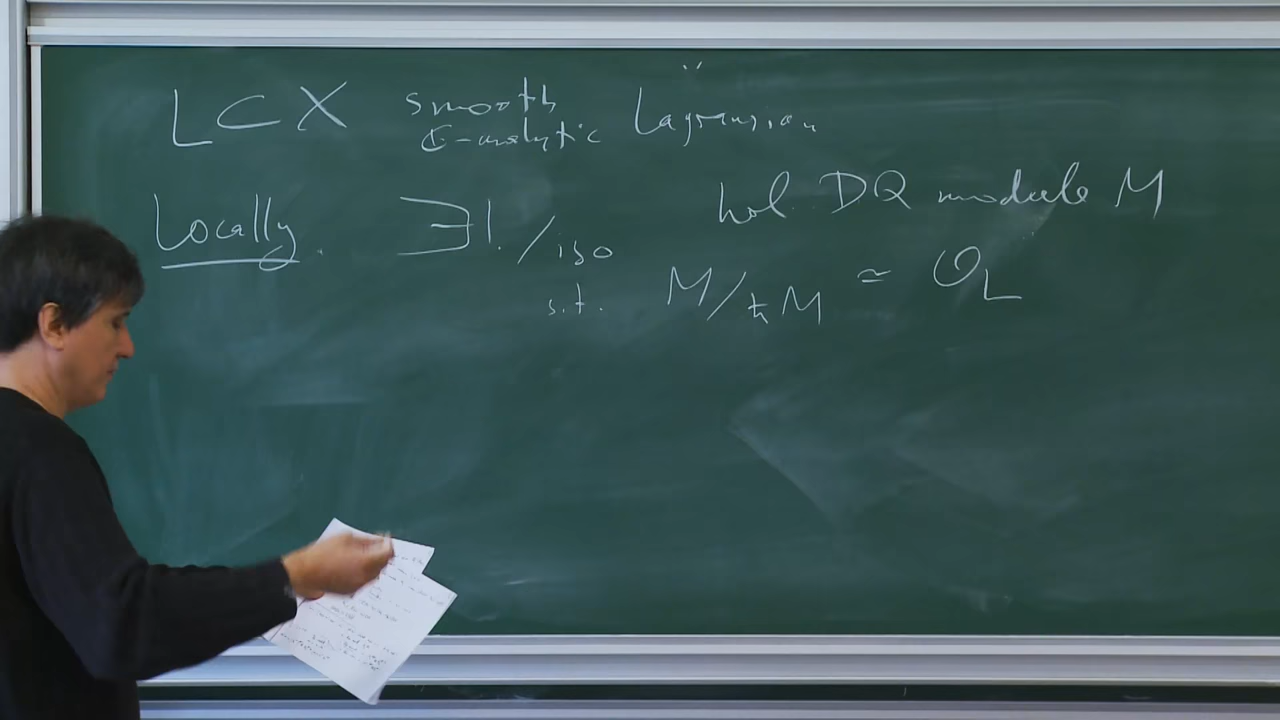 L ⊂ X smooth ℂ-analytic Lagrangian
Locally. ∃!/iso hol. DQ module M
s.t. M/ħM ≃ 𝒪_L